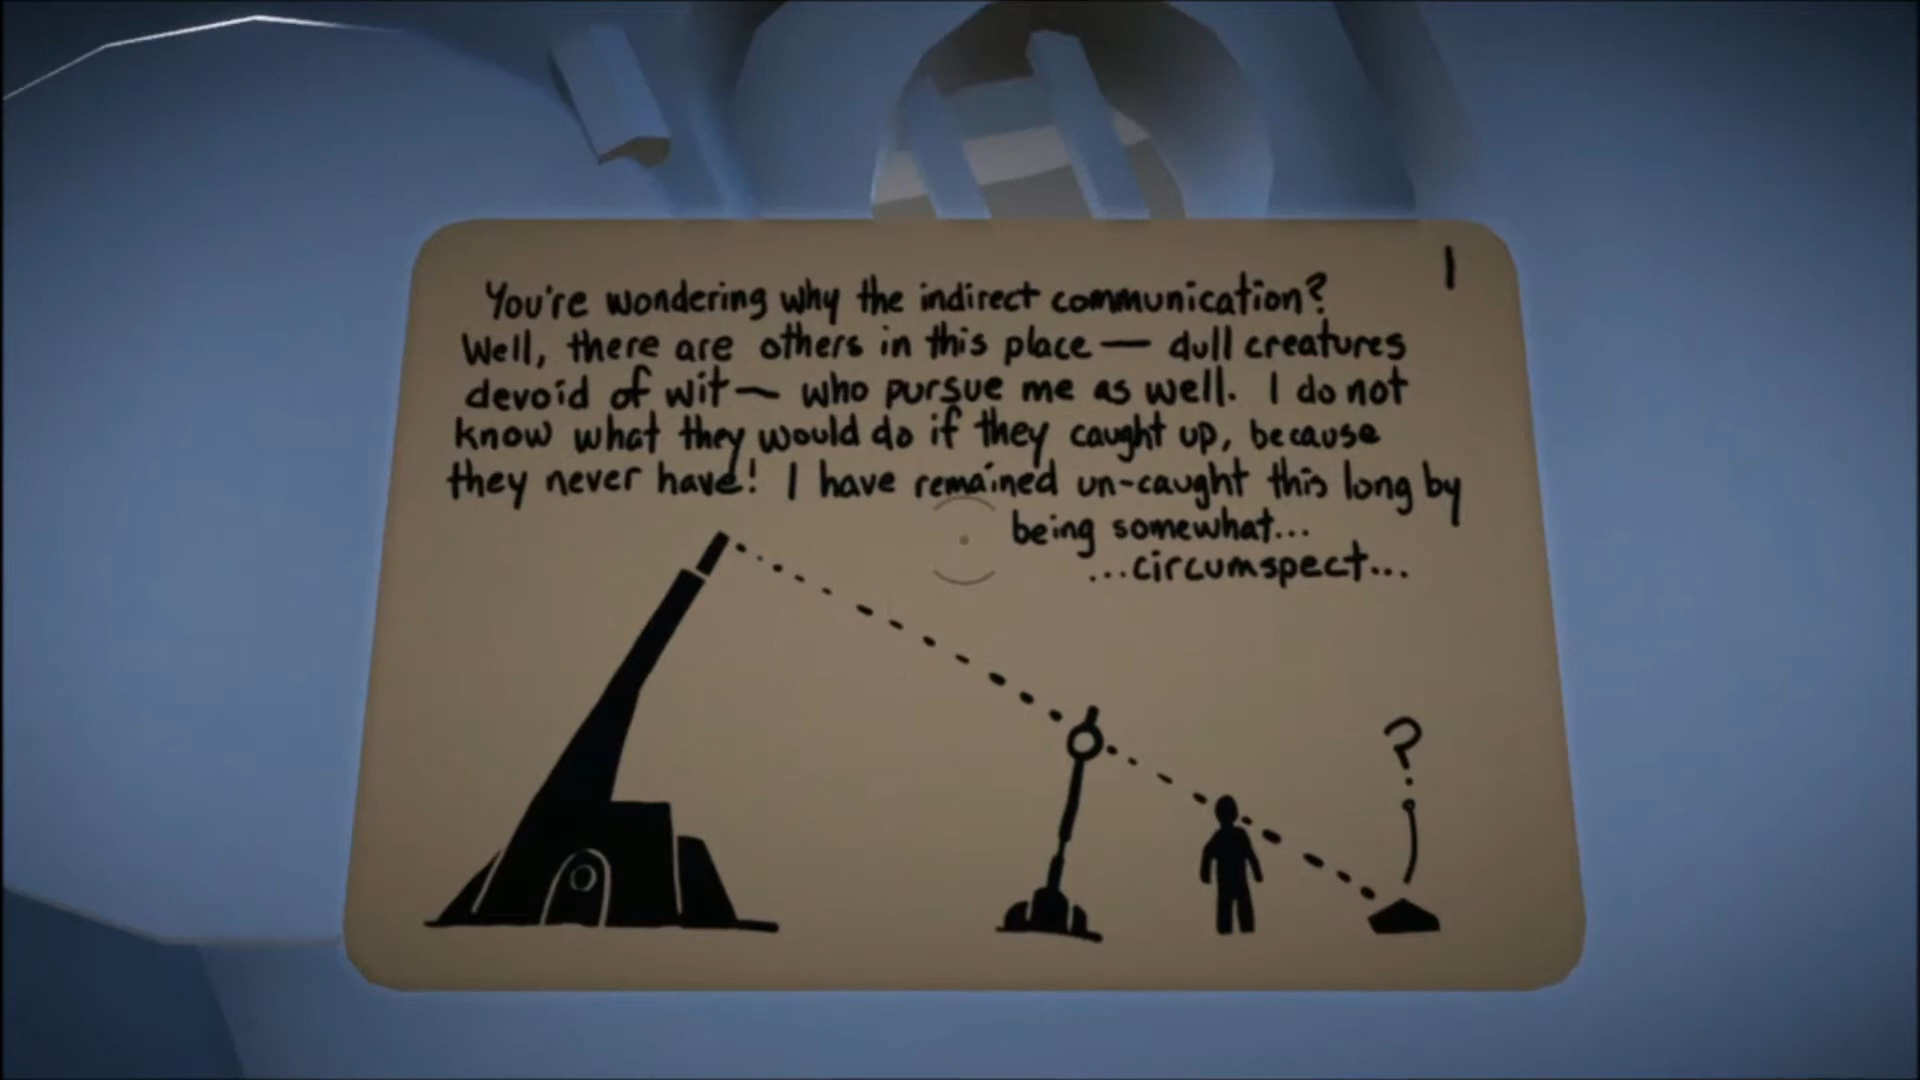 1
You're wondering why the indirect communication?
Well, there are others in this place — dull creatures
devoid of wit — who pursue me as well. I do not
know what they would do if they caught up, because
they never have! I have remained un-caught this long by
being somewhat...
...circumspect...
?